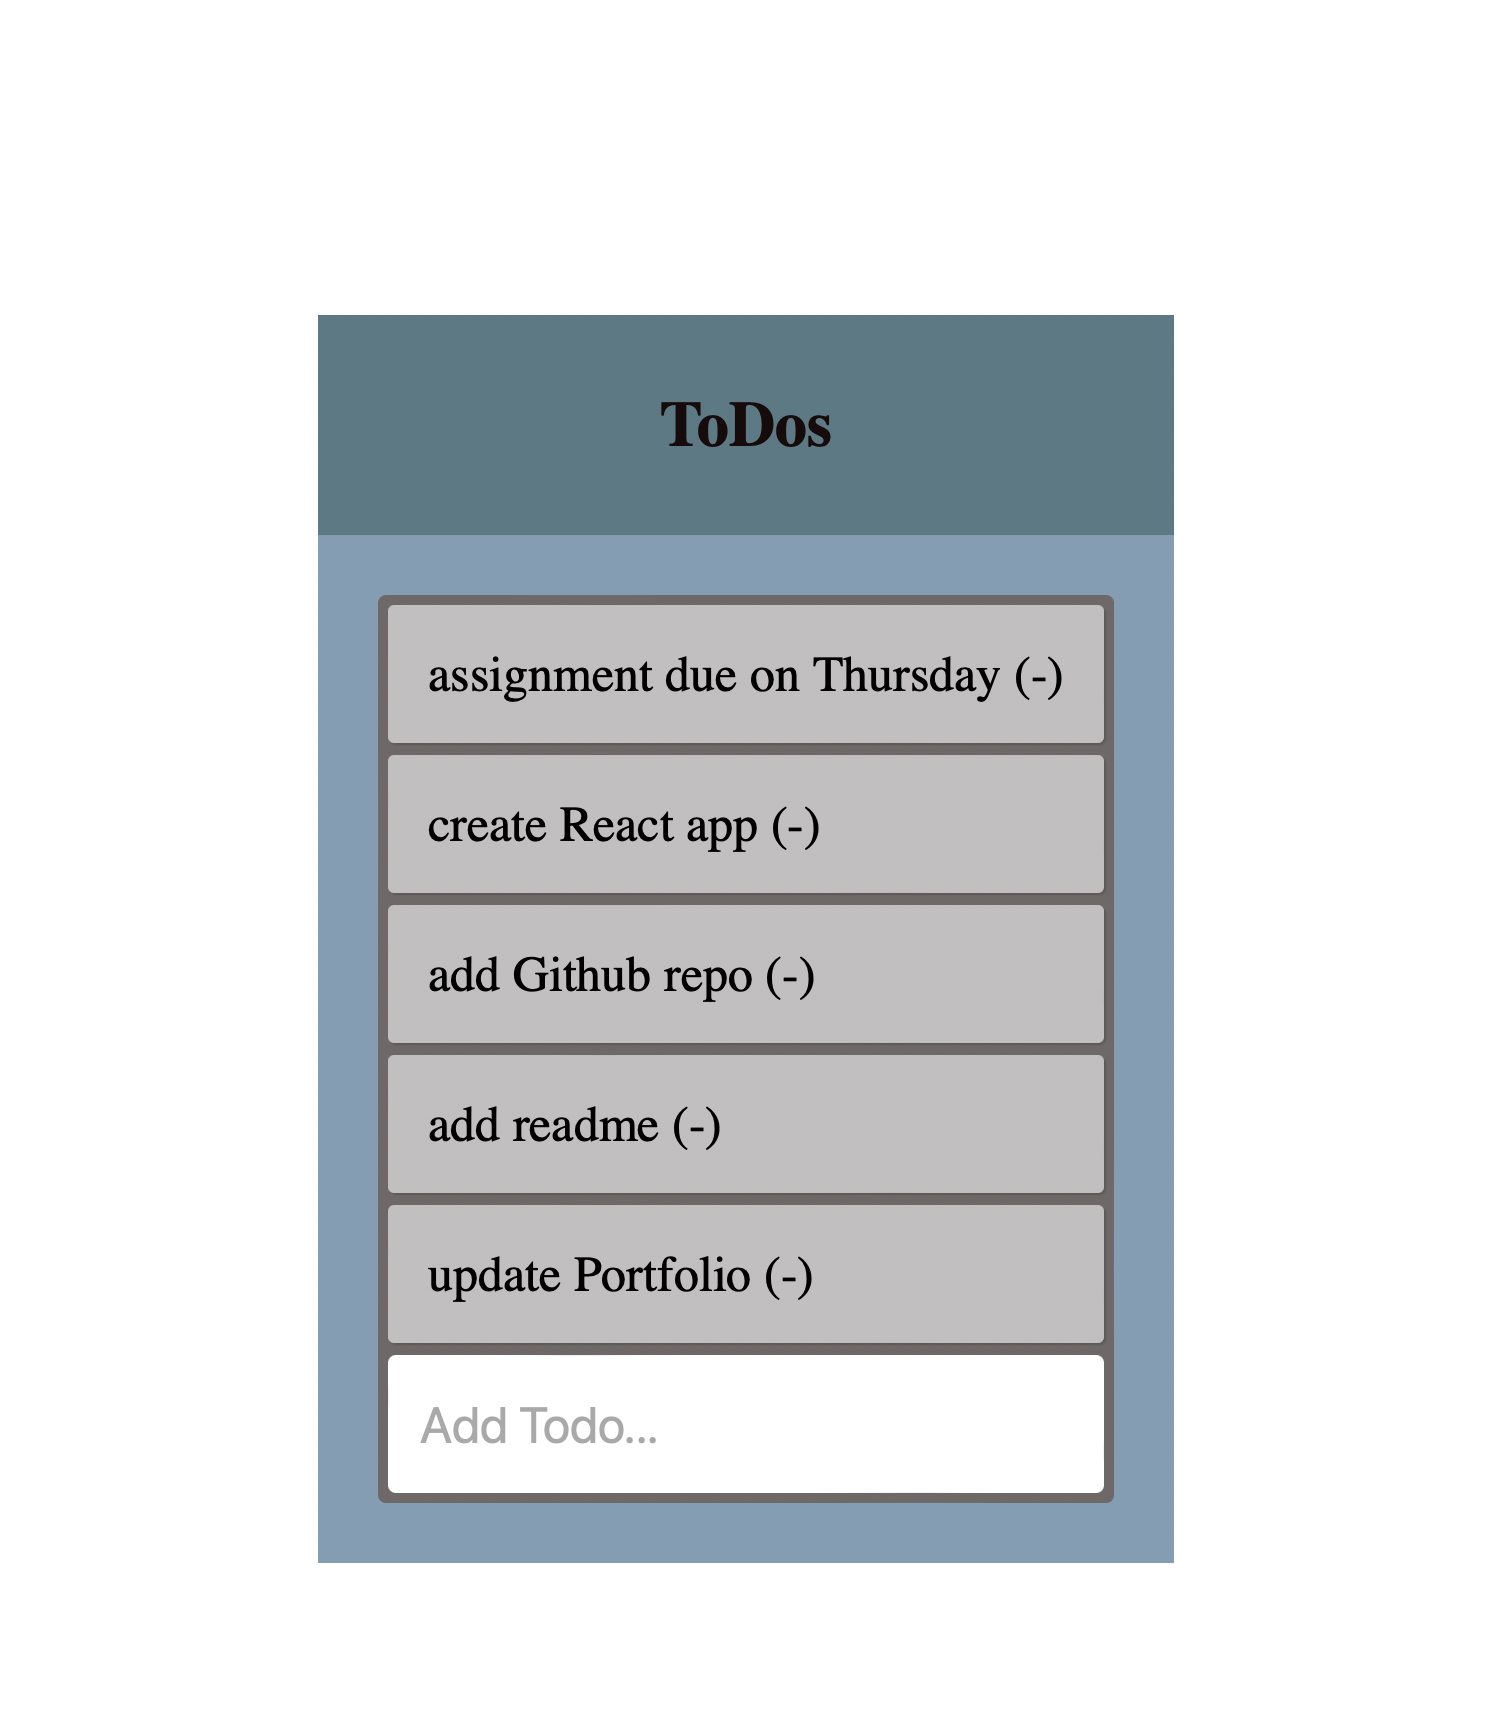 ToDos
assignment due on Thursday (-)
create React app (-)
add Github repo (-)
add readme (-)
update Portfolio (-)
Add Todo...